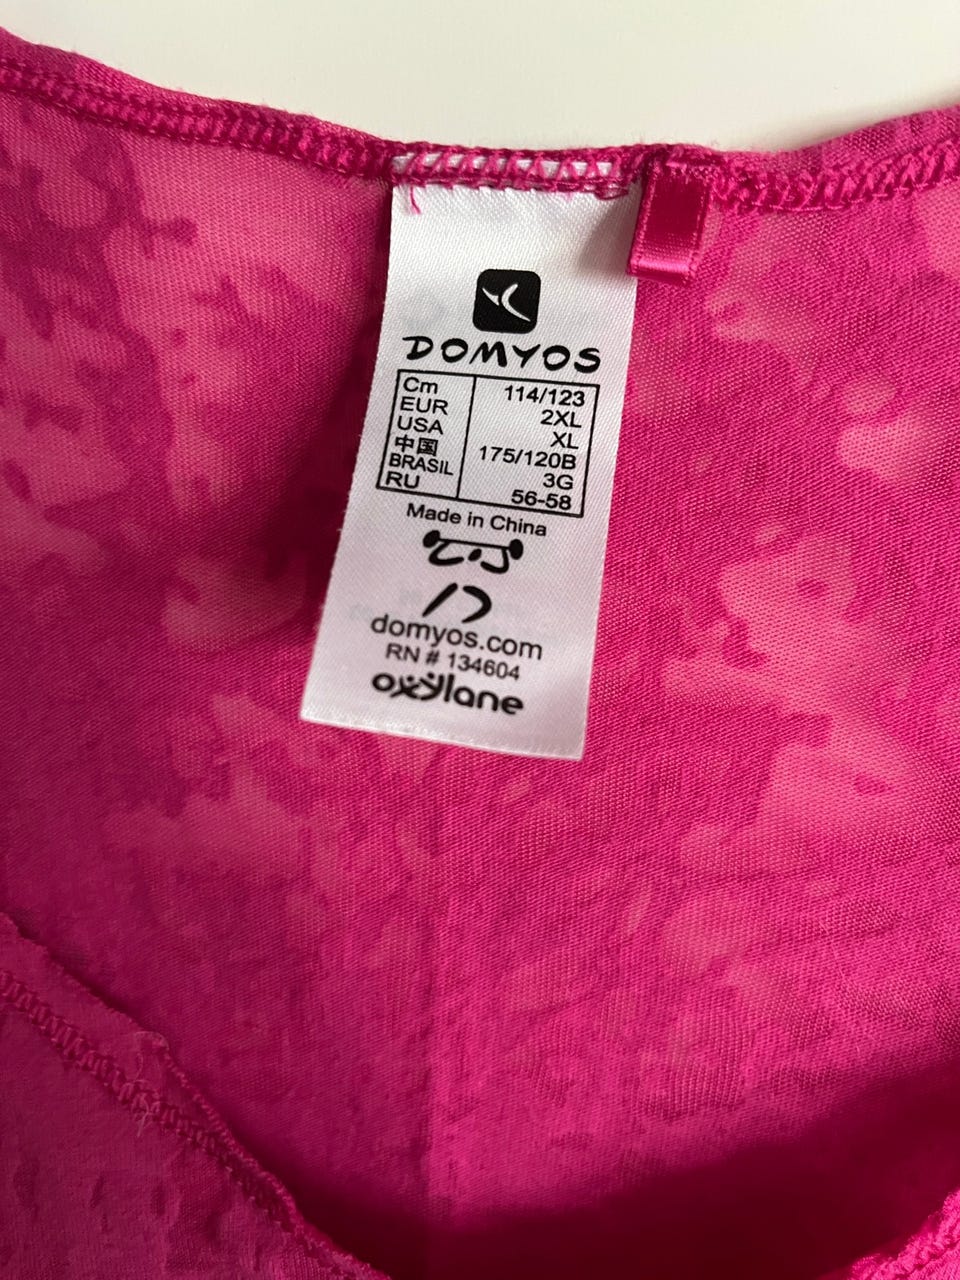 DOMYOS
Cm 114/123
EUR 2XL
USA XL
中国 175/120B
BRASIL 3G
RU 56-58
Made in China
domyos.com
RN # 134604
oxylane